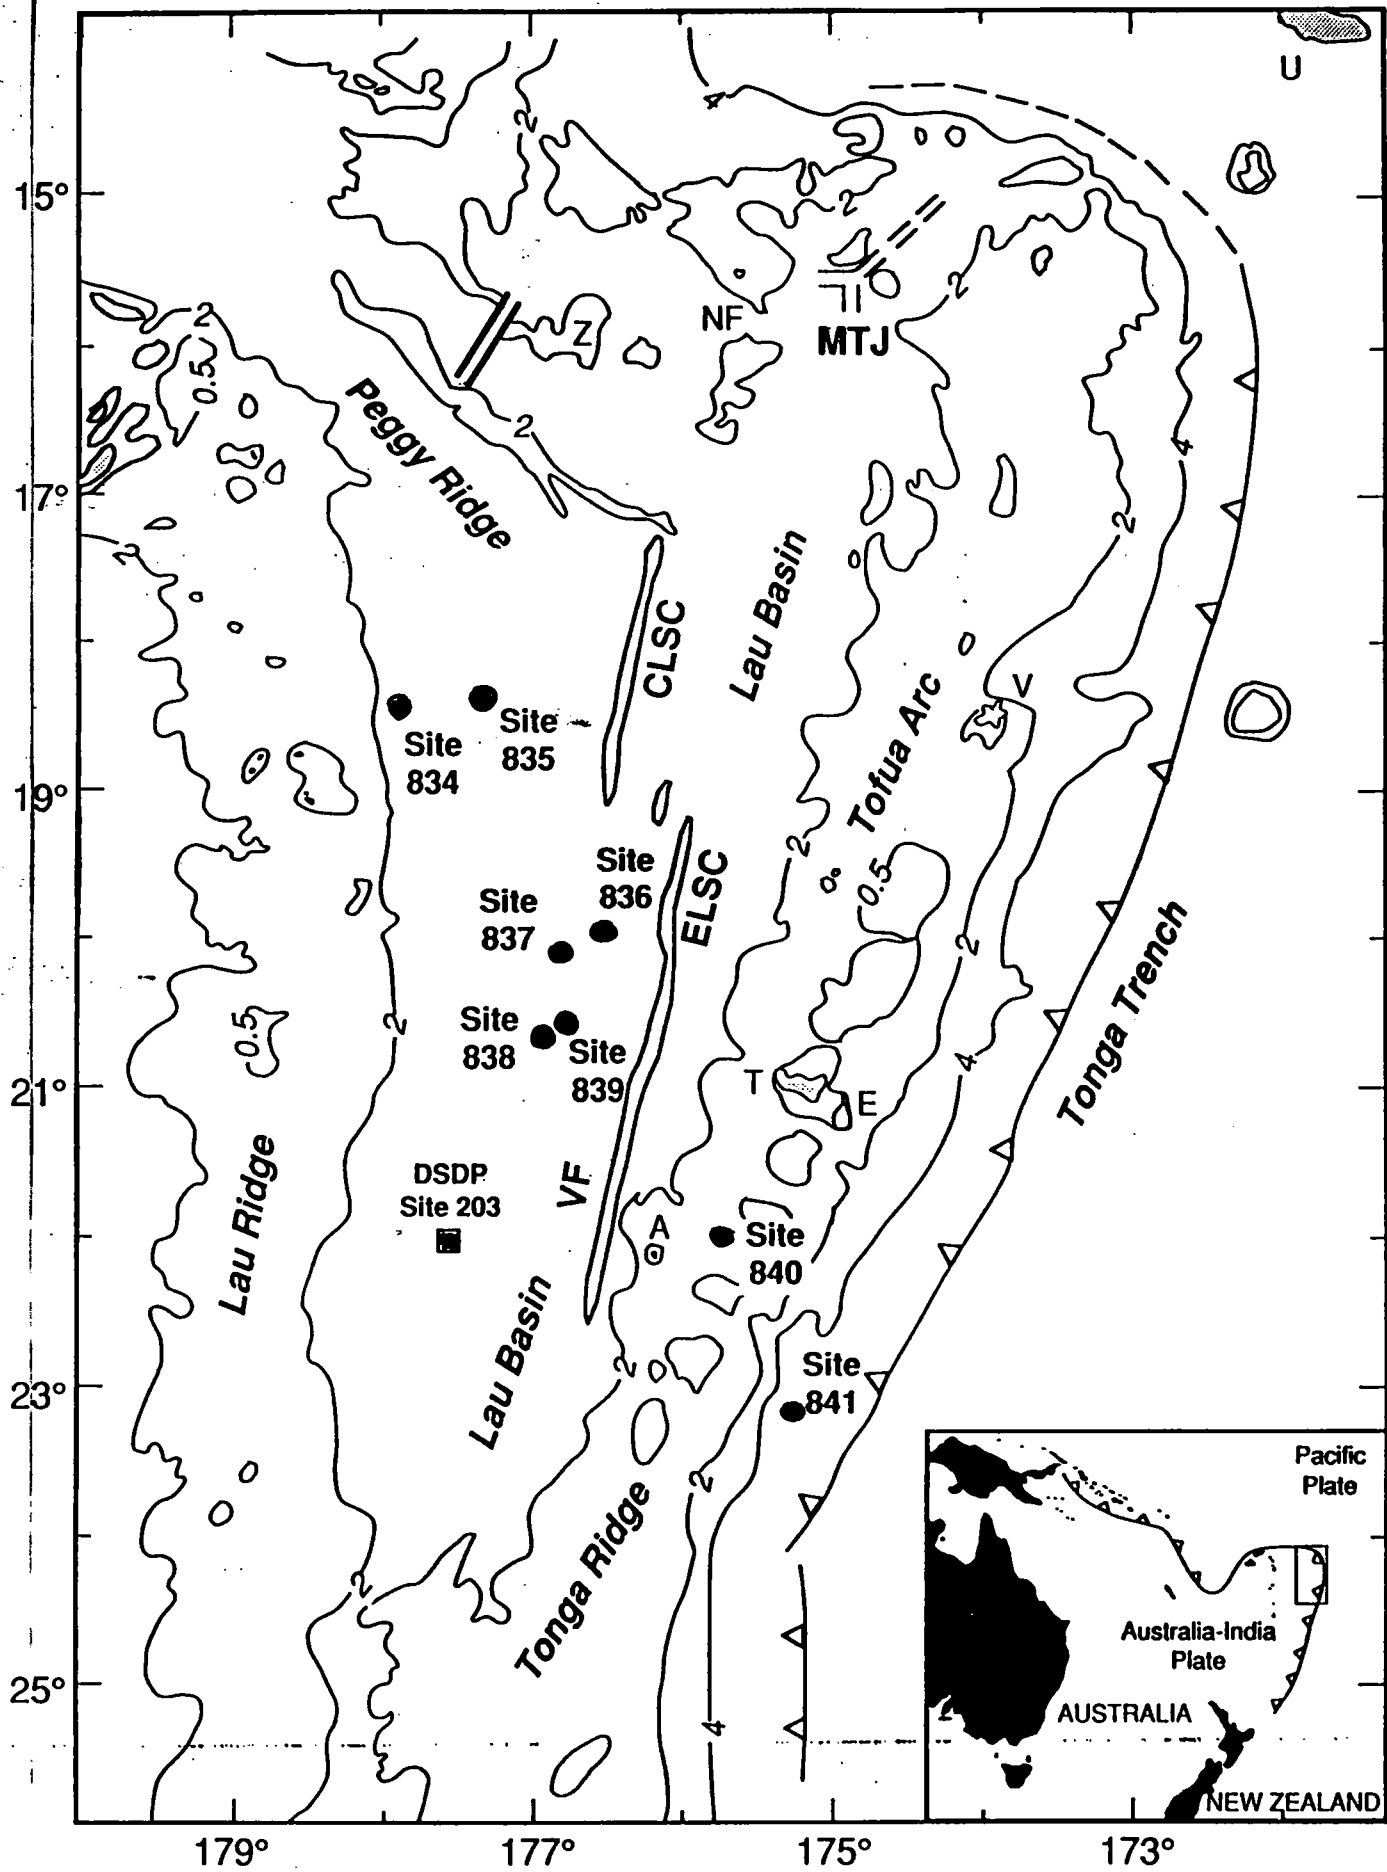 U
4
2
15°
2
2
2
NF
MTJ
Z
0.5
Peggy Ridge
2
4
17°
2
2
Lau Basin
CLSC
V
Tofua Arc
Site
835
Site
834
19°
2
Site
836
0.5
Site
837
ELSC
2
Tonga Trench
0.5
2
Site
838
Site
839
4
21°
T
E
Lau Ridge
DSDP
Site 203
VF
A
Site
840
Lau Basin
2
Site
841
23°
2
Tonga Ridge
2
25°
4
Pacific
Plate
Australia-India
Plate
AUSTRALIA
NEW ZEALAND
179°
177°
175°
173°